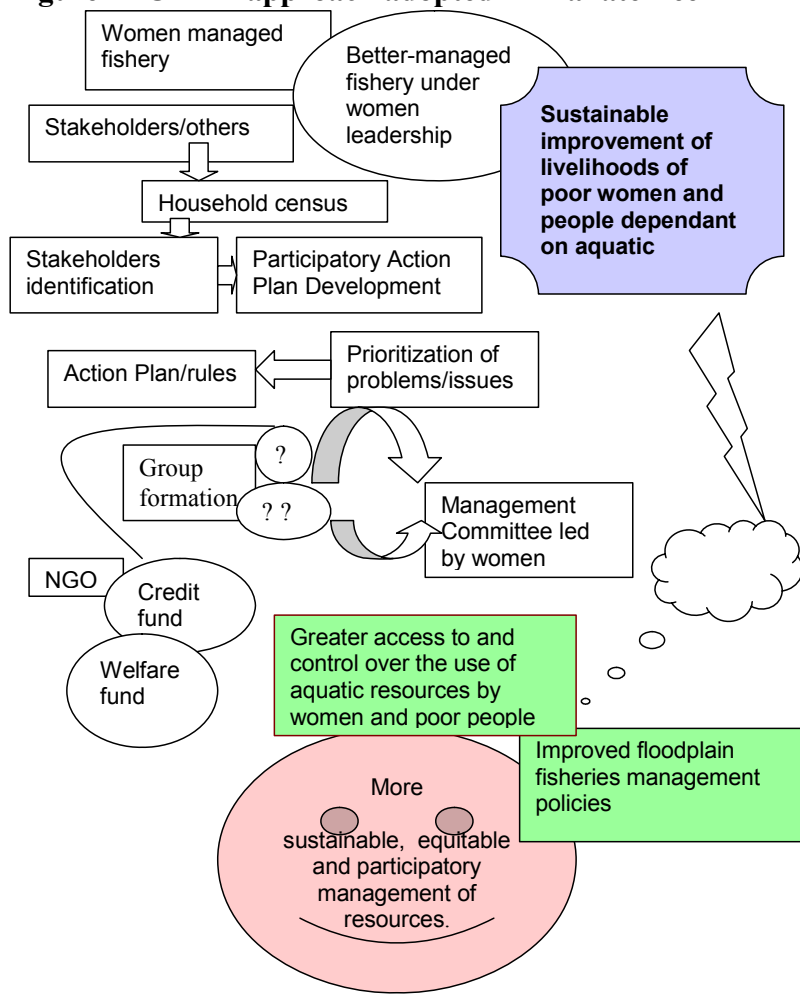 Women managed
fishery
Better-managed
fishery under
women
leadership
Sustainable
improvement of
livelihoods of
poor women and
people dependant
on aquatic
Stakeholders/others
Household census
Stakeholders
identification
Participatory Action
Plan Development
Action Plan/rules
Prioritization of
problems/issues
Group
formation
?
? ?
Management
Committee led
by women
NGO
Credit
fund
Welfare
fund
Greater access to and
control over the use of
aquatic resources by
women and poor people
Improved floodplain
fisheries management
policies
More
sustainable, equitable
and participatory
management of
resources.